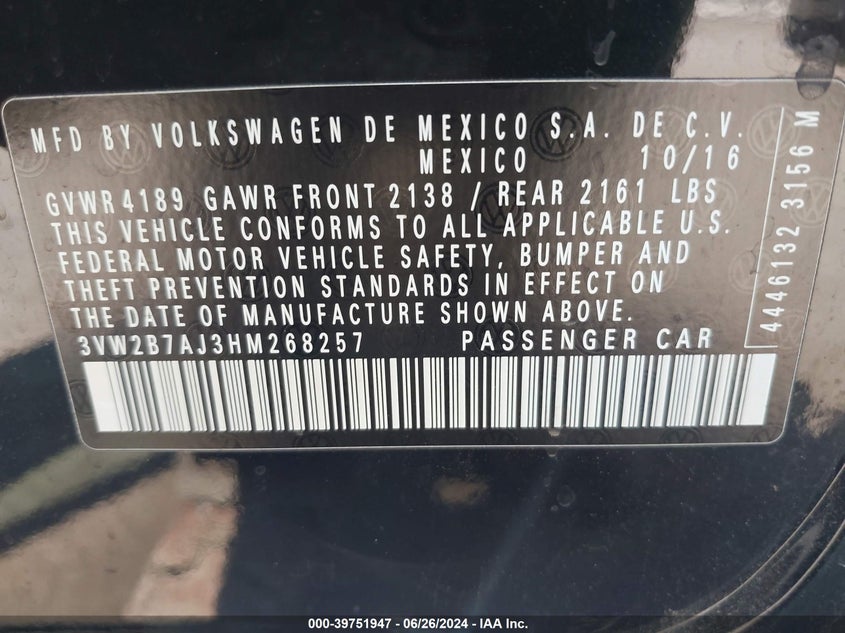 MFD BY VOLKSWAGEN DE MEXICO S.A. DE C.V.
MEXICO 10/16
GVWR 4189 GAWR FRONT 2138 / REAR 2161 LBS
THIS VEHICLE CONFORMS TO ALL APPLICABLE U.S.
FEDERAL MOTOR VEHICLE SAFETY, BUMPER AND
THEFT PREVENTION STANDARDS IN EFFECT ON
THE DATE OF MANUFACTURE SHOWN ABOVE.
3VW2B7AJ3HM268257 PASSENGER CAR
4446132 3156 M
000-39751947 - 06/26/2024 - IAA Inc.